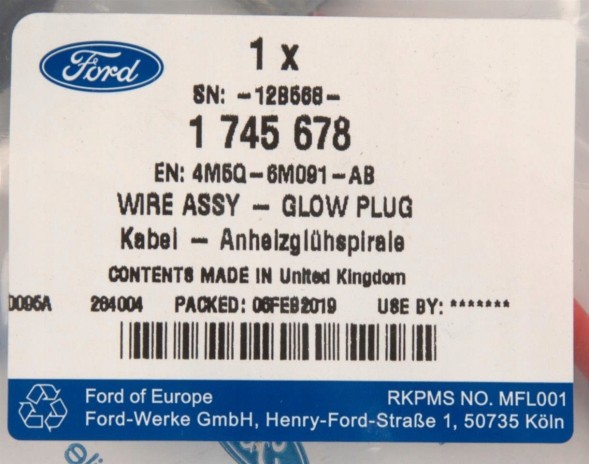 Ford
1 x
SN: -12B568-
1 745 678
EN: 4M5Q-6M091-AB
WIRE ASSY - GLOW PLUG
Kabel - Anheizglühspirale
CONTENTS MADE IN United Kingdom
0095A 264004 PACKED: 06FEB2019 USE BY: *******
Ford of Europe RKPMS NO. MFL001
Ford-Werke GmbH, Henry-Ford-Straße 1, 50735 Köln